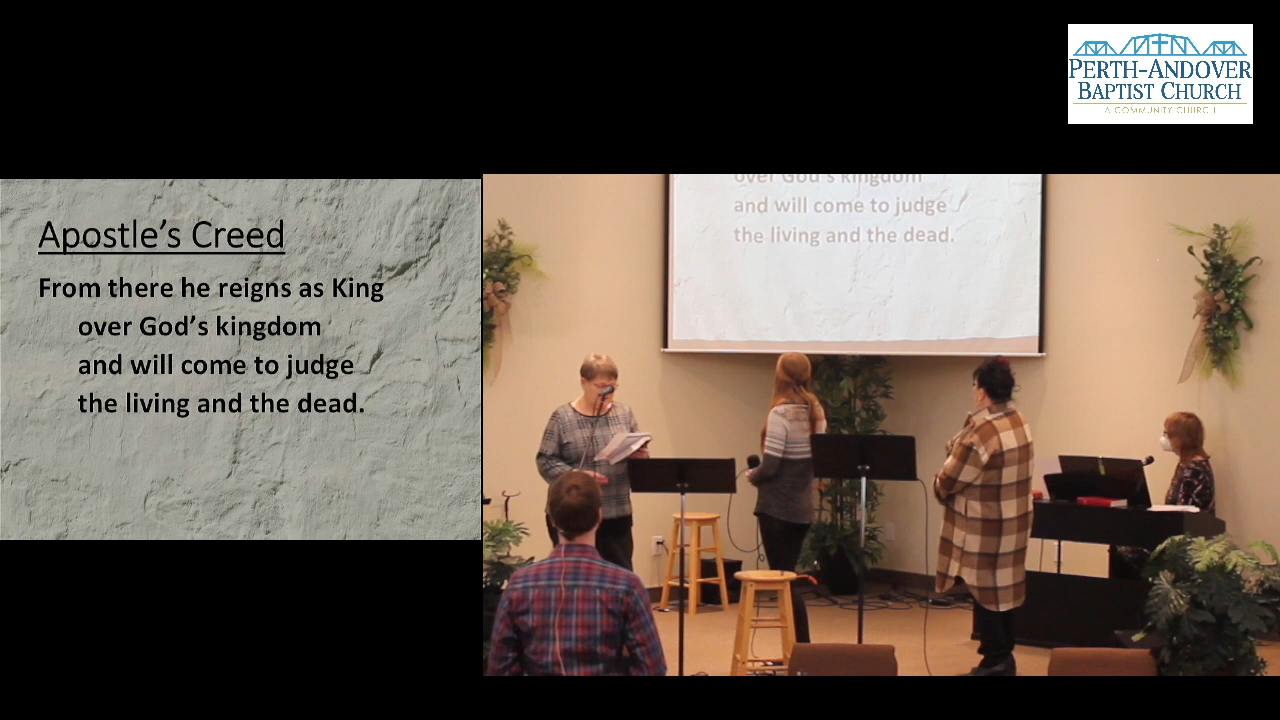 PERTH-ANDOVER
BAPTIST CHURCH
A COMMUNITY CHURCH
Apostle's Creed
From there he reigns as King
over God's kingdom
and will come to judge
the living and the dead.
over God's kingdom
and will come to judge
the living and the dead.